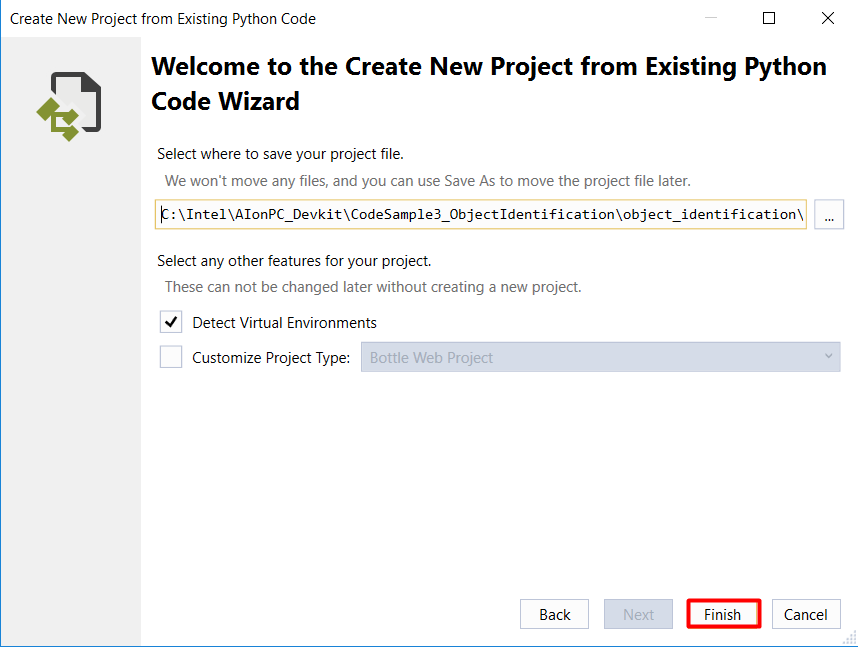 Create New Project from Existing Python Code
Welcome to the Create New Project from Existing Python
Code Wizard
Select where to save your project file.
We won't move any files, and you can use Save As to move the project file later.
C:\Intel\AIonPC_Devkit\CodeSample3_ObjectIdentification\object_identification\
...
Select any other features for your project.
These can not be changed later without creating a new project.
Detect Virtual Environments
Customize Project Type: Bottle Web Project
Back Next Finish Cancel